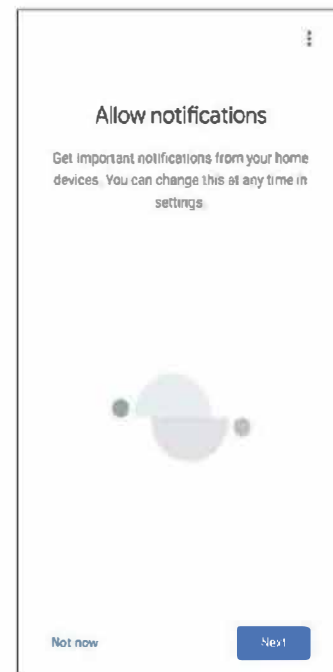 Allow notifications
Get important notifications from your home
devices. You can change this at any time in
settings.
Not now
Next